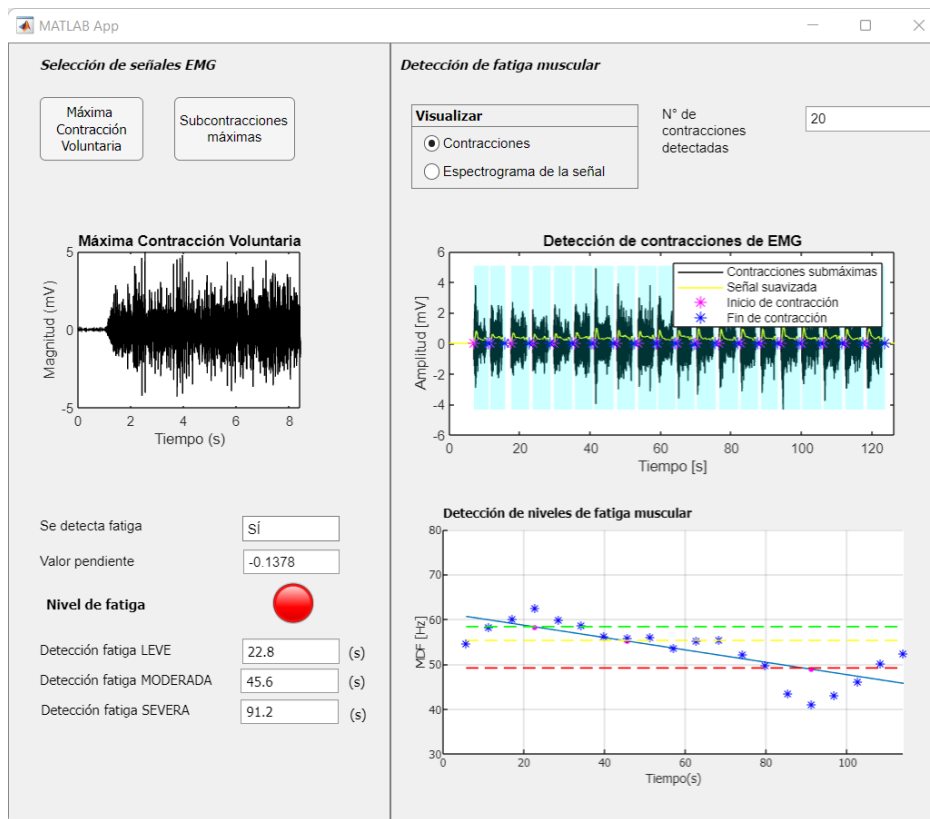 MATLAB App
Selección de señales EMG
Máxima
Contracción
Voluntaria
Subcontracciones
máximas
Máxima Contracción Voluntaria
5
0
-5
Magnitud (mV)
0 2 4 6 8
Tiempo (s)
Se detecta fatiga
SÍ
Valor pendiente
-0.1378
Nivel de fatiga
Detección fatiga LEVE
22.8
(s)
Detección fatiga MODERADA
45.6
(s)
Detección fatiga SEVERA
91.2
(s)
Detección de fatiga muscular
Visualizar
Contracciones
Espectrograma de la señal
N° de
contracciones
detectadas
20
Detección de contracciones de EMG
Contracciones submáximas
Señal suavizada
Inicio de contracción
Fin de contracción
6
4
2
0
-2
-4
-6
Amplitud [mV]
0 20 40 60 80 100 120
Tiempo [s]
Detección de niveles de fatiga muscular
80
70
60
50
40
30
MDF [Hz]
0 20 40 60 80 100
Tiempo(s)